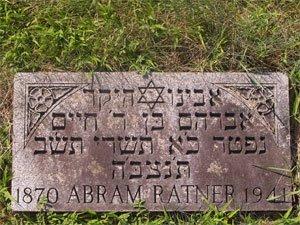 אבינו היקר
אברהם בן ר׳ חיים
נפטר כא תשרי תשב
תנצבה
1870 ABRAM RATNER 1941